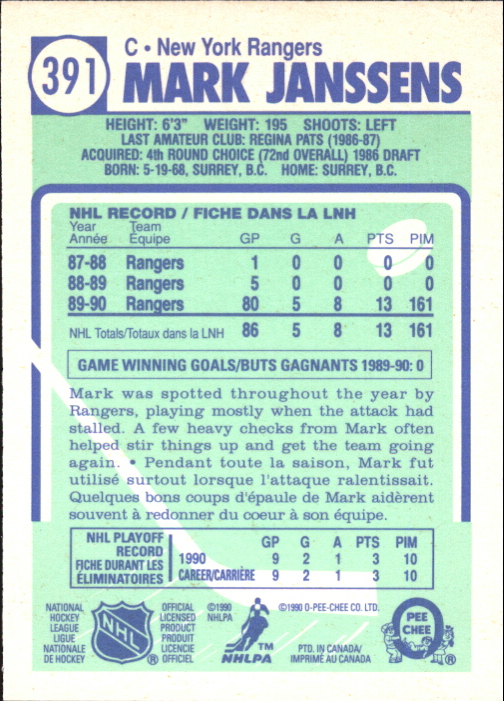 391
C • New York Rangers
MARK JANSSENS
HEIGHT: 6'3" WEIGHT: 195 SHOOTS: LEFT
LAST AMATEUR CLUB: REGINA PATS (1986-87)
ACQUIRED: 4th ROUND CHOICE (72nd OVERALL) 1986 DRAFT
BORN: 5-19-68, SURREY, B.C. HOME: SURREY, B.C.
NHL RECORD / FICHE DANS LA LNH
Year Team
Année Équipe GP G A PTS PIM
87-88 Rangers 1 0 0 0 0
88-89 Rangers 5 0 0 0 0
89-90 Rangers 80 5 8 13 161
NHL Totals/Totaux dans la LNH 86 5 8 13 161
GAME WINNING GOALS/BUTS GAGNANTS 1989-90: 0
Mark was spotted throughout the year by
Rangers, playing mostly when the attack had
stalled. A few heavy checks from Mark often
helped stir things up and get the team going
again. • Pendant toute la saison, Mark fut
utilisé surtout lorsque l'attaque ralentissait.
Quelques bons coups d'épaule de Mark aidèrent
souvent à redonner du coeur à son équipe.
NHL PLAYOFF
RECORD
FICHE DURANT LES
ÉLIMINATOIRES
GP G A PTS PIM
1990 9 2 1 3 10
CAREER/CARRIÈRE 9 2 1 3 10
NATIONAL
HOCKEY
LEAGUE
LIGUE
NATIONALE
DE HOCKEY
NHL
®
OFFICIAL
LICENSED
PRODUCT
PRODUIT
LICENCIE
OFFICIEL
©1990
NHLPA
TM
NHLPA
©1990 O-PEE-CHEE CO. LTD.
PTD. IN CANADA/
IMPRIMÉ AU CANADA
O
PEE
CHEE
®